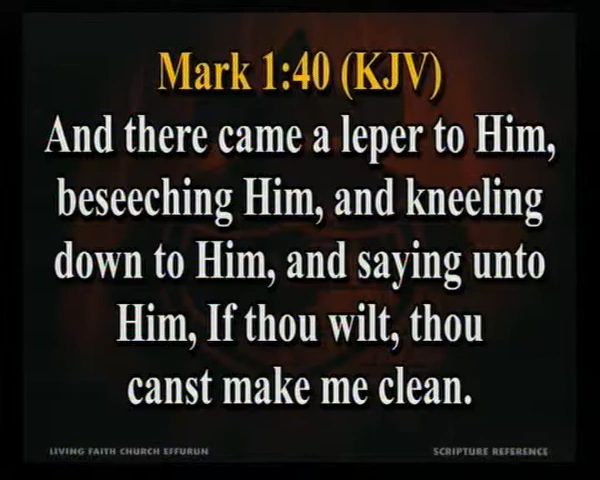 Mark 1:40 (KJV)
And there came a leper to Him,
beseeching Him, and kneeling
down to Him, and saying unto
Him, If thou wilt, thou
canst make me clean.
LIVING FAITH CHURCH EFFURUN
SCRIPTURE REFERENCE